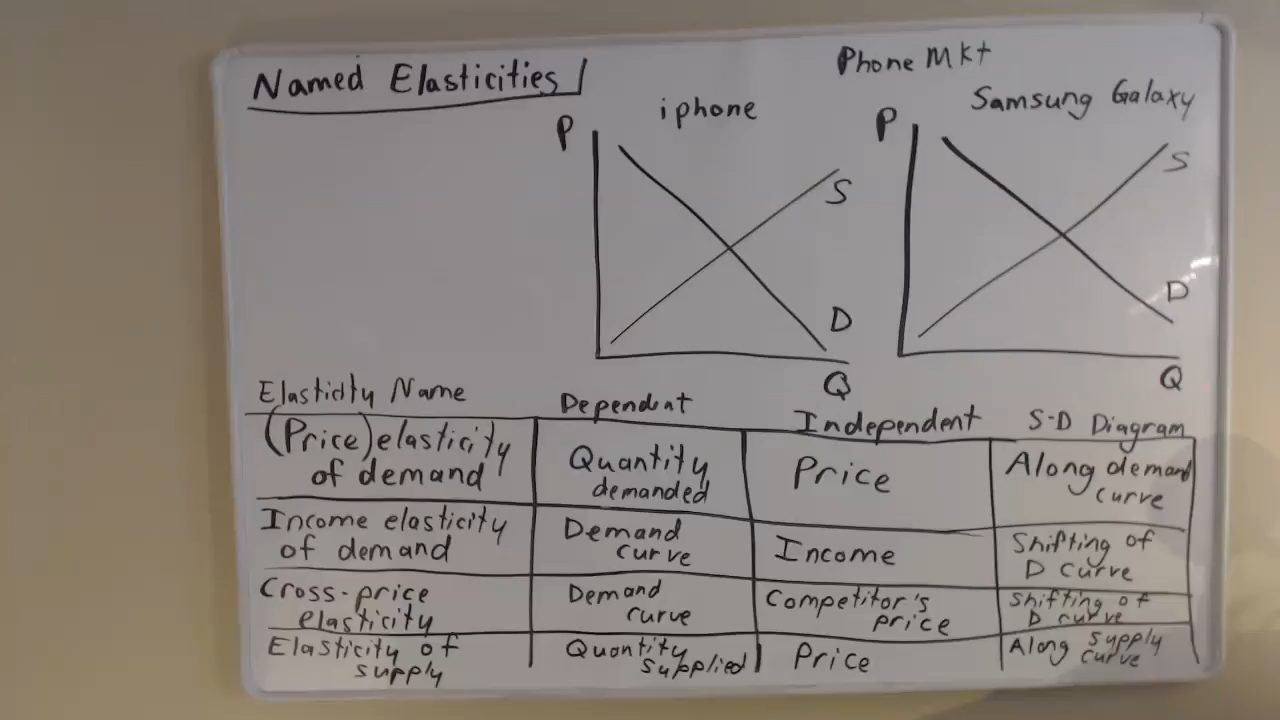 Named Elasticities
Phone Mkt
iphone
Samsung Galaxy
P
S
D
Q
P
S
D
Q
Elasticity Name
Dependent
Independent
S-D Diagram
(Price) elasticity
of demand
Quantity
demanded
Price
Along demand
curve
Income elasticity
of demand
Demand
curve
Income
Shifting of
D curve
Cross-price
elasticity
Demand
curve
Competitor's
price
Shifting of
D curve
Elasticity of
supply
Quantity
supplied
Price
Along supply
curve